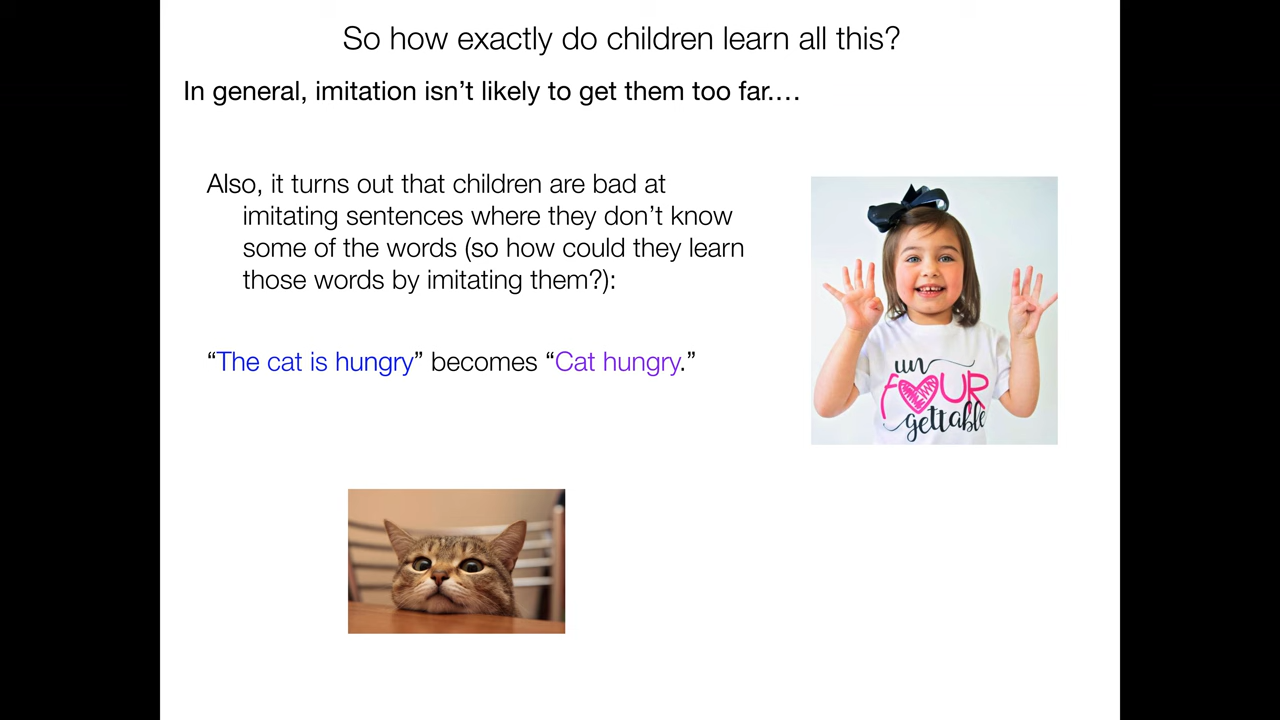 So how exactly do children learn all this?
In general, imitation isn’t likely to get them too far.…
Also, it turns out that children are bad at
imitating sentences where they don’t know
some of the words (so how could they learn
those words by imitating them?):
“The cat is hungry” becomes “Cat hungry.”
un
FOUR
gettable